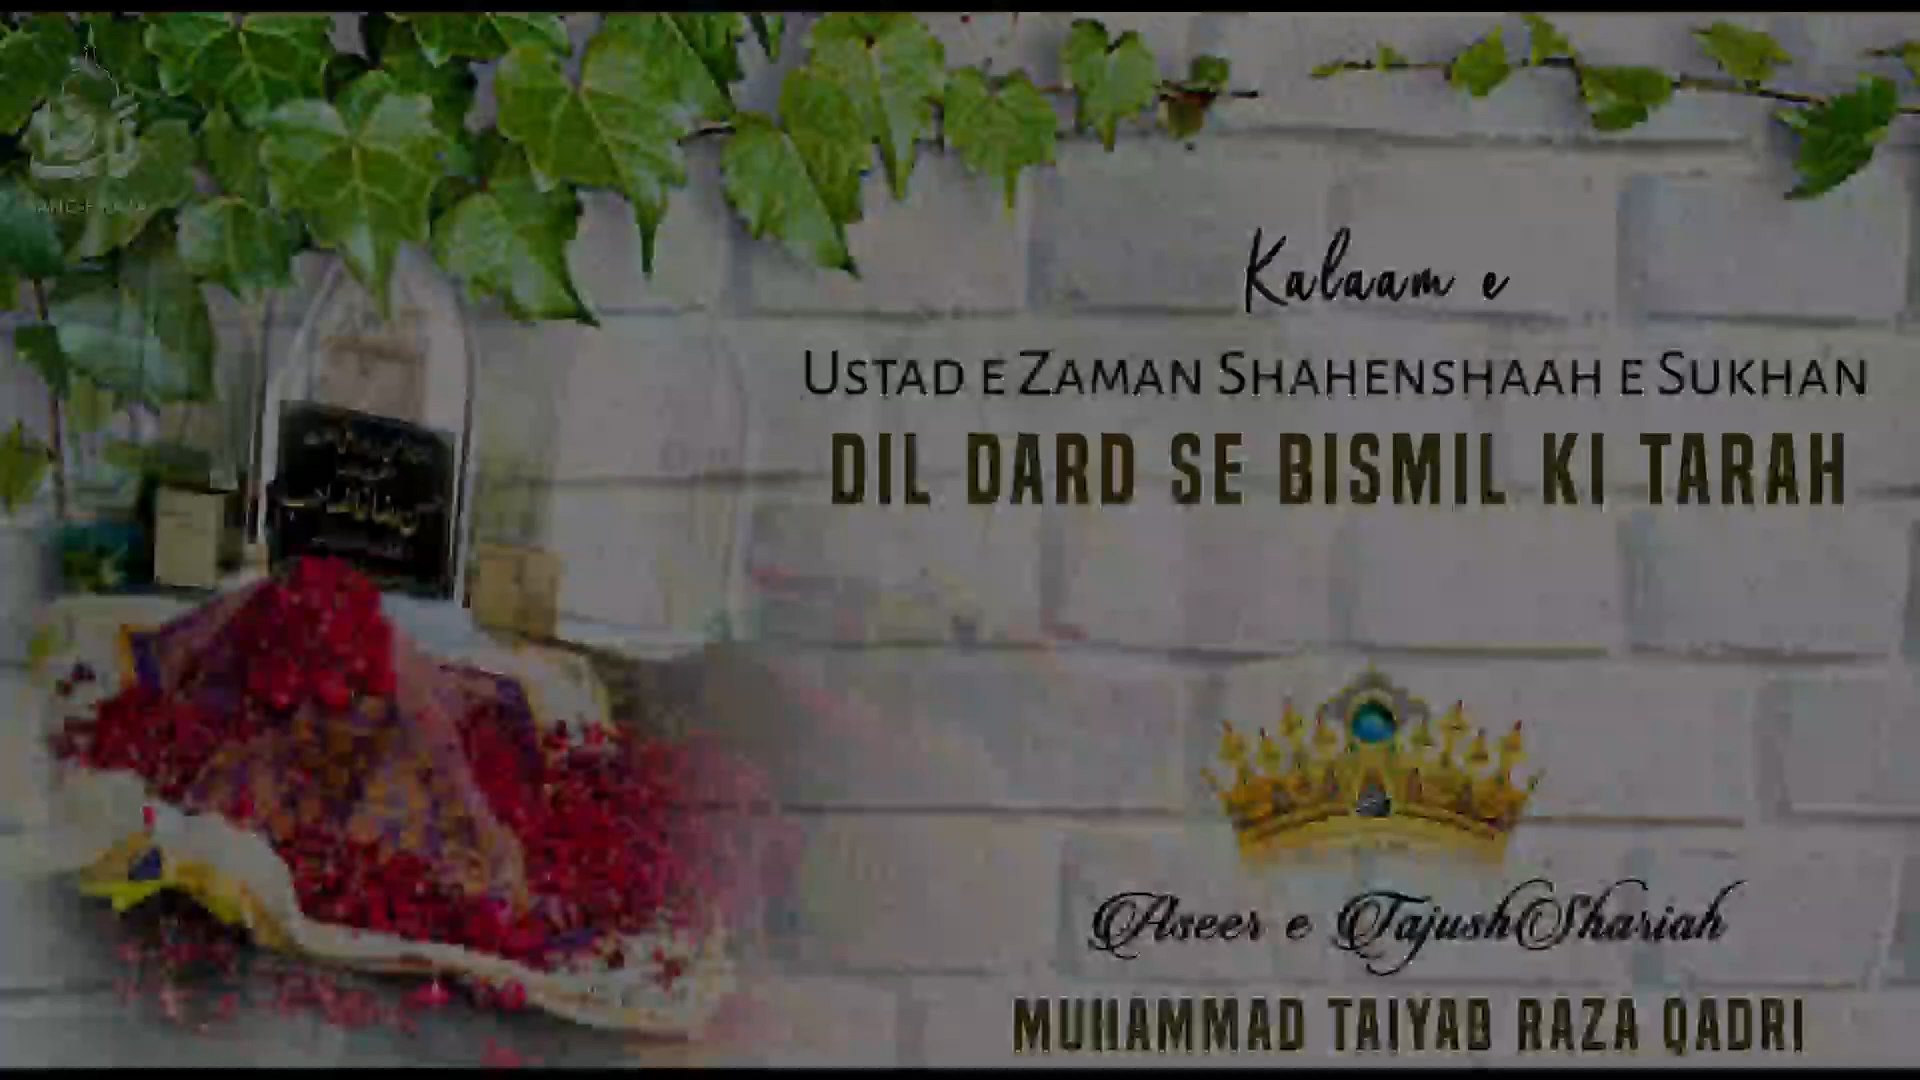 Kalaam e
Ustad e Zaman Shahenshaah e Sukhan
DIL DARD SE BISMIL KI TARAH
Aseer e TajushShariah
MUHAMMAD TAIYAB RAZA QADRI